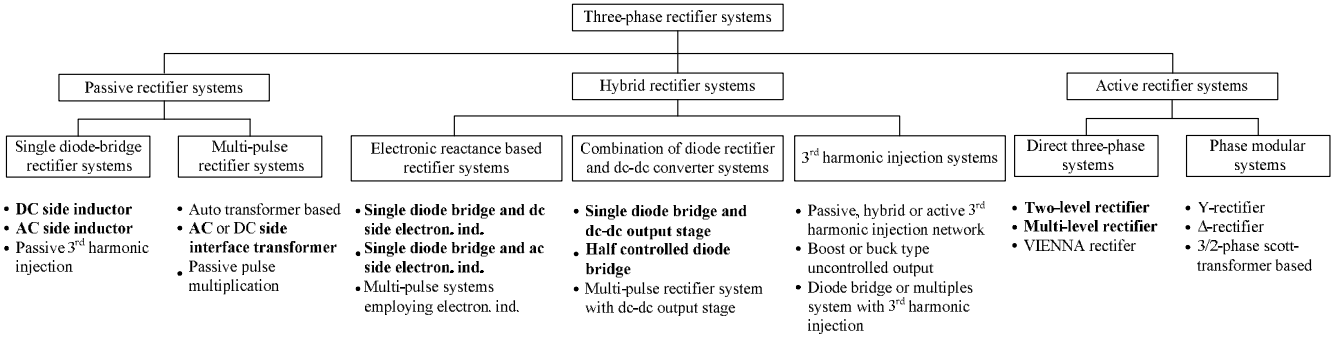 Three-phase rectifier systems
Passive rectifier systems
Hybrid rectifier systems
Active rectifier systems
Single diode-bridge
rectifier systems
Multi-pulse
rectifier systems
Electronic reactance based
rectifier systems
Combination of diode rectifier
and dc-dc converter systems
3rd harmonic injection systems
Direct three-phase
systems
Phase modular
systems
• DC side inductor
• AC side inductor
• Passive 3rd harmonic
injection
• Auto transformer based
• AC or DC side
interface transformer
• Passive pulse
multiplication
• Single diode bridge and dc
side electron. ind.
• Single diode bridge and ac
side electron. ind.
• Multi-pulse systems
employing electron. ind.
• Single diode bridge and
dc-dc output stage
• Half controlled diode
bridge
• Multi-pulse rectifier system
with dc-dc output stage
• Passive, hybrid or active 3rd
harmonic injection network
• Boost or buck type
uncontrolled output
• Diode bridge or multiples
system with 3rd harmonic
injection
• Two-level rectifier
• Multi-level rectifier
• VIENNA rectifer
• Y-rectifier
• Δ-rectifier
• 3/2-phase scott-
transformer based